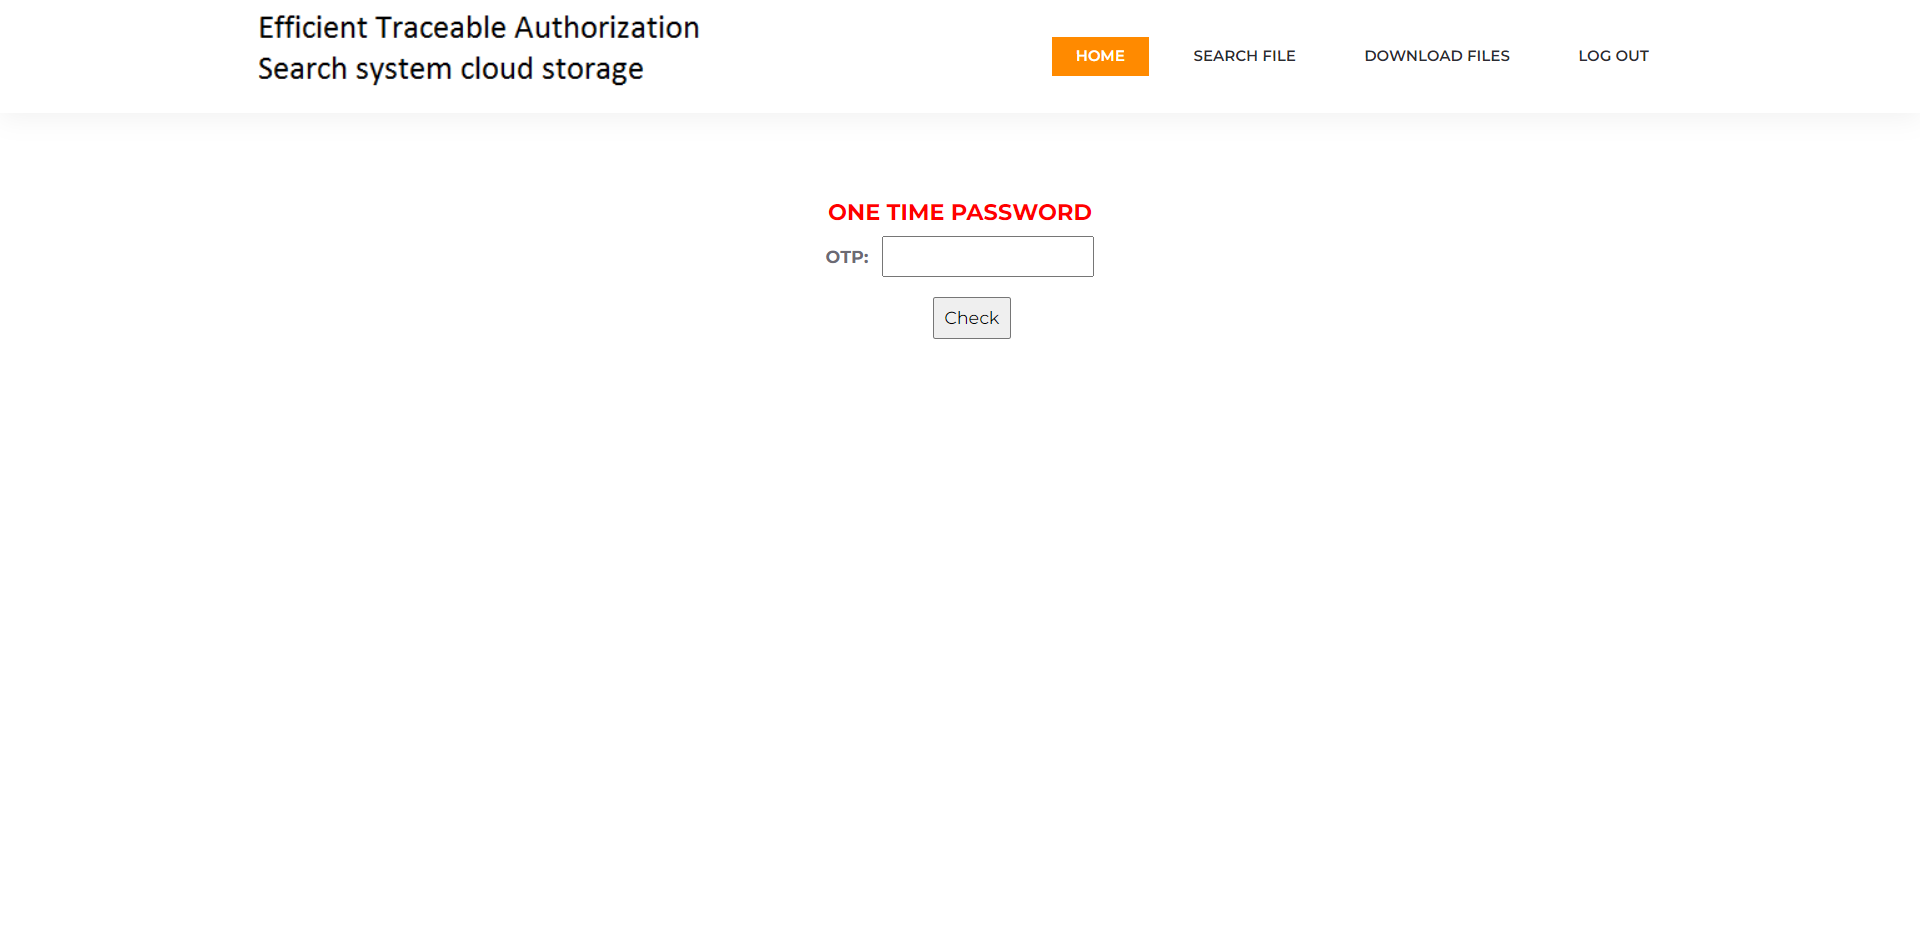 Efficient Traceable Authorization
Search system cloud storage
HOME SEARCH FILE DOWNLOAD FILES LOG OUT
ONE TIME PASSWORD
OTP:
Check